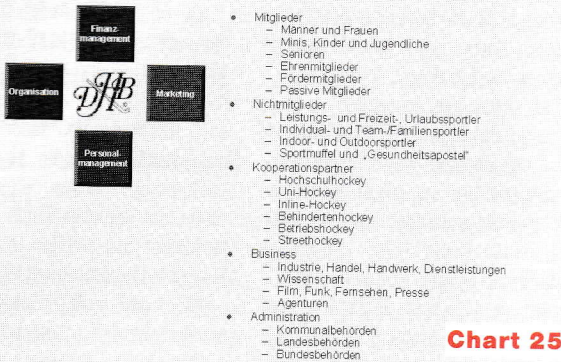 Finanz-
management
Organisation
DHB
Marketing
Personal-
management
• Mitglieder
– Männer und Frauen
– Minis, Kinder und Jugendliche
– Senioren
– Ehrenmitglieder
– Fördermitglieder
– Passive Mitglieder
• Nichtmitglieder
– Leistungs- und Freizeit-, Urlaubssportler
– Individual- und Team-/Familiensportler
– Indoor- und Outdoorsportler
– Sportmuffel und „Gesundheitsapostel"
• Kooperationspartner
– Hochschulhockey
– Uni-Hockey
– Inline-Hockey
– Behindertenhockey
– Betriebshockey
– Streethockey
• Business
– Industrie, Handel, Handwerk, Dienstleistungen
– Wissenschaft
– Film, Funk, Fernsehen, Presse
– Agenturen
• Administration
– Kommunalbehörden
– Landesbehörden
– Bundesbehörden
Chart 25